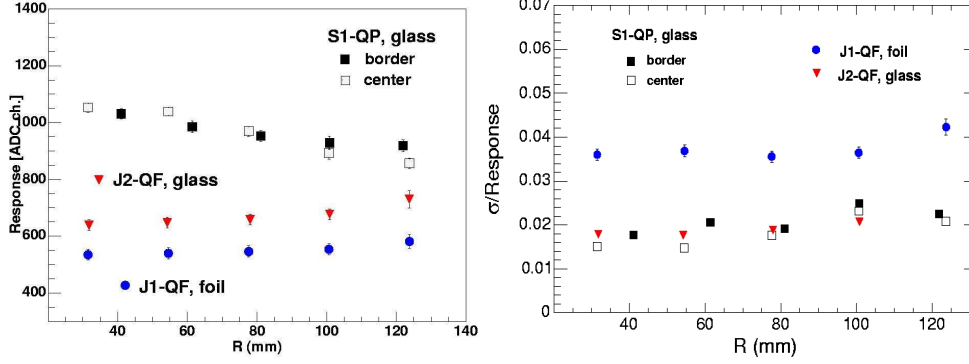 1400
1200
1000
800
600
400
Response [ADC ch.]
S1-QP, glass
border
center
J2-QF, glass
J1-QF, foil
40
60
80
100
120
140
R (mm)
0.07
0.06
0.05
0.04
0.03
0.02
0.01
0
σ/Response
S1-QP, glass
border
center
J1-QF, foil
J2-QF, glass
40
60
80
100
120
R (mm)